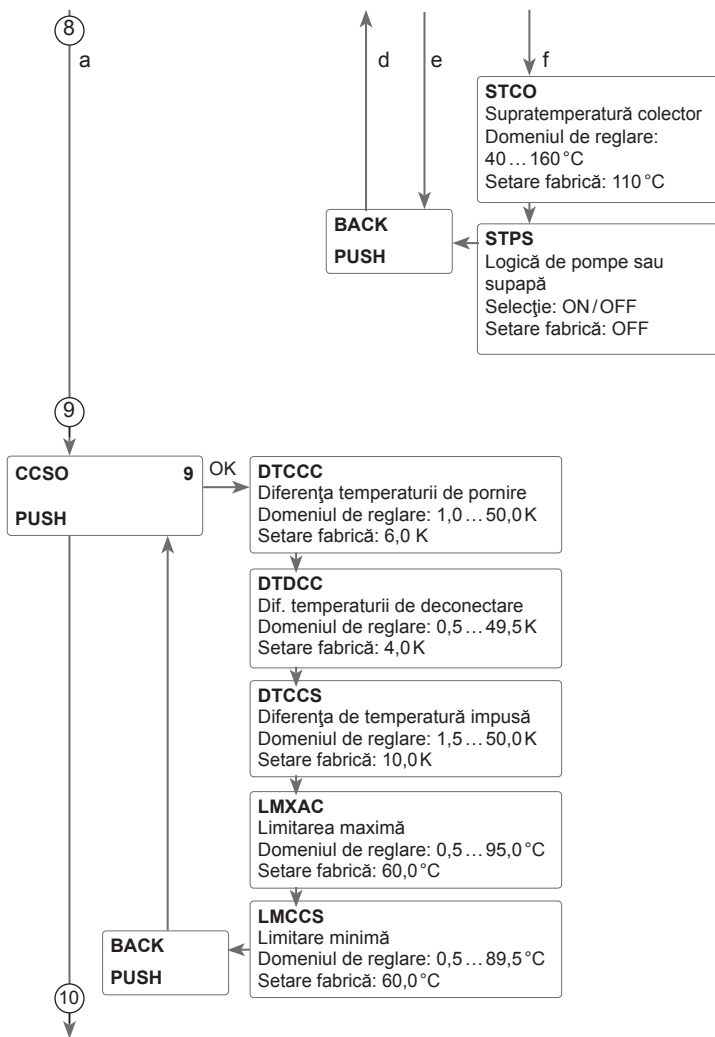 8
a
d
e
f
STCO
Supratemperatură colector
Domeniul de reglare:
40…160 °C
Setare fabrică: 110 °C
BACK
PUSH
STPS
Logică de pompe sau
supapă
Selecţie: ON / OFF
Setare fabrică: OFF
9
CCSO 9
PUSH
OK
DTCCC
Diferenţa temperaturii de pornire
Domeniul de reglare: 1,0…50,0 K
Setare fabrică: 6,0 K
DTDCC
Dif. temperaturii de deconectare
Domeniul de reglare: 0,5…49,5 K
Setare fabrică: 4,0 K
DTCCS
Diferenţa de temperatură impusă
Domeniul de reglare: 1,5…50,0 K
Setare fabrică: 10,0 K
LMXAC
Limitarea maximă
Domeniul de reglare: 0,5…95,0 °C
Setare fabrică: 60,0 °C
LMCCS
Limitare minimă
Domeniul de reglare: 0,5…89,5 °C
Setare fabrică: 60,0 °C
BACK
PUSH
10